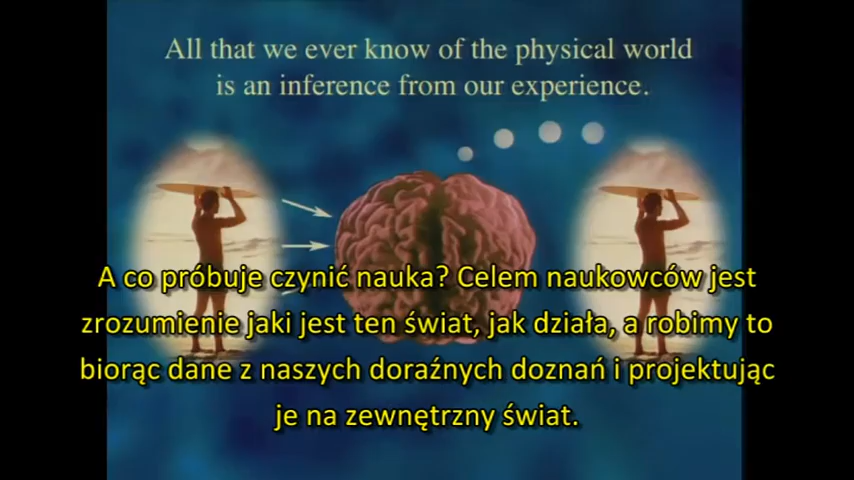 All that we ever know of the physical world
is an inference from our experience.
A co próbuje czynić nauka? Celem naukowców jest
zrozumienie jaki jest ten świat, jak działa, a robimy to
biorąc dane z naszych doraźnych doznań i projektując
je na zewnętrzny świat.